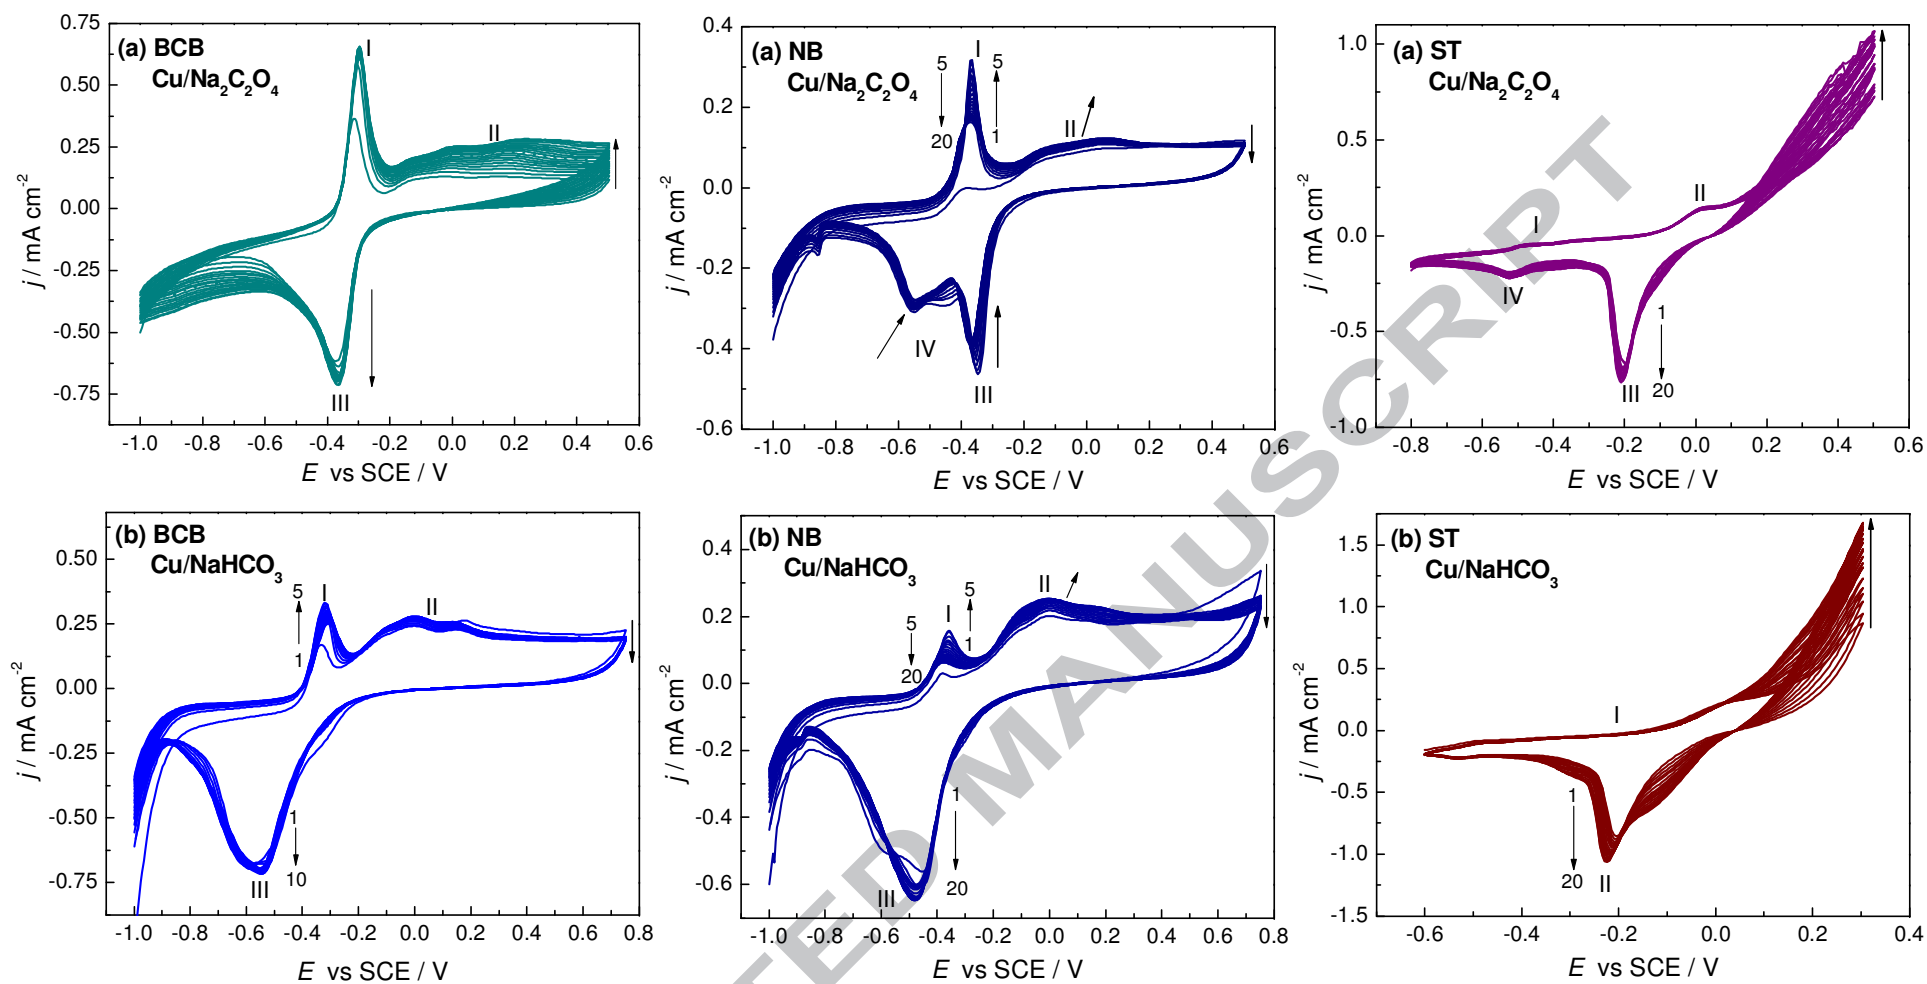 (a) BCB
Cu/Na₂C₂O₄
I
II
III
0.75
0.50
0.25
0.00
-0.25
-0.50
-0.75
j / mA cm⁻²
-1.0 -0.8 -0.6 -0.4 -0.2 0.0 0.2 0.4 0.6
E vs SCE / V
(a) NB
Cu/Na₂C₂O₄
I
5
5
20
1
II
IV
III
0.4
0.2
0.0
-0.2
-0.4
-0.6
j / mA cm⁻²
-1.0 -0.8 -0.6 -0.4 -0.2 0.0 0.2 0.4 0.6
E vs SCE / V
(a) ST
Cu/Na₂C₂O₄
I
II
IV
III
1
20
1.0
0.5
0.0
-0.5
-1.0
j / mA cm⁻²
-0.8 -0.6 -0.4 -0.2 0.0 0.2 0.4 0.6
E vs SCE / V
(b) BCB
Cu/NaHCO₃
5
1
I
II
III
1
10
0.50
0.25
0.00
-0.25
-0.50
-0.75
j / mA cm⁻²
-1.0 -0.8 -0.6 -0.4 -0.2 0.0 0.2 0.4 0.6 0.8
E vs SCE / V
(b) NB
Cu/NaHCO₃
5
20
I
5
1
II
III
1
20
0.4
0.2
0.0
-0.2
-0.4
-0.6
j / mA cm⁻²
-1.0 -0.8 -0.6 -0.4 -0.2 0.0 0.2 0.4 0.6 0.8
E vs SCE / V
(b) ST
Cu/NaHCO₃
I
1
20
II
1.5
1.0
0.5
0.0
-0.5
-1.0
-1.5
j / mA cm⁻²
-0.6 -0.4 -0.2 0.0 0.2 0.4
E vs SCE / V
TED MANUSCRIPT